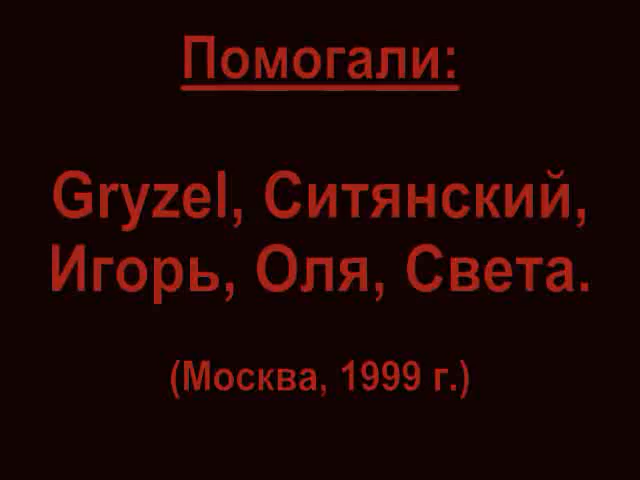 Помогали:
Gryzel, Ситянский,
Игорь, Оля, Света.
(Москва, 1999 г.)